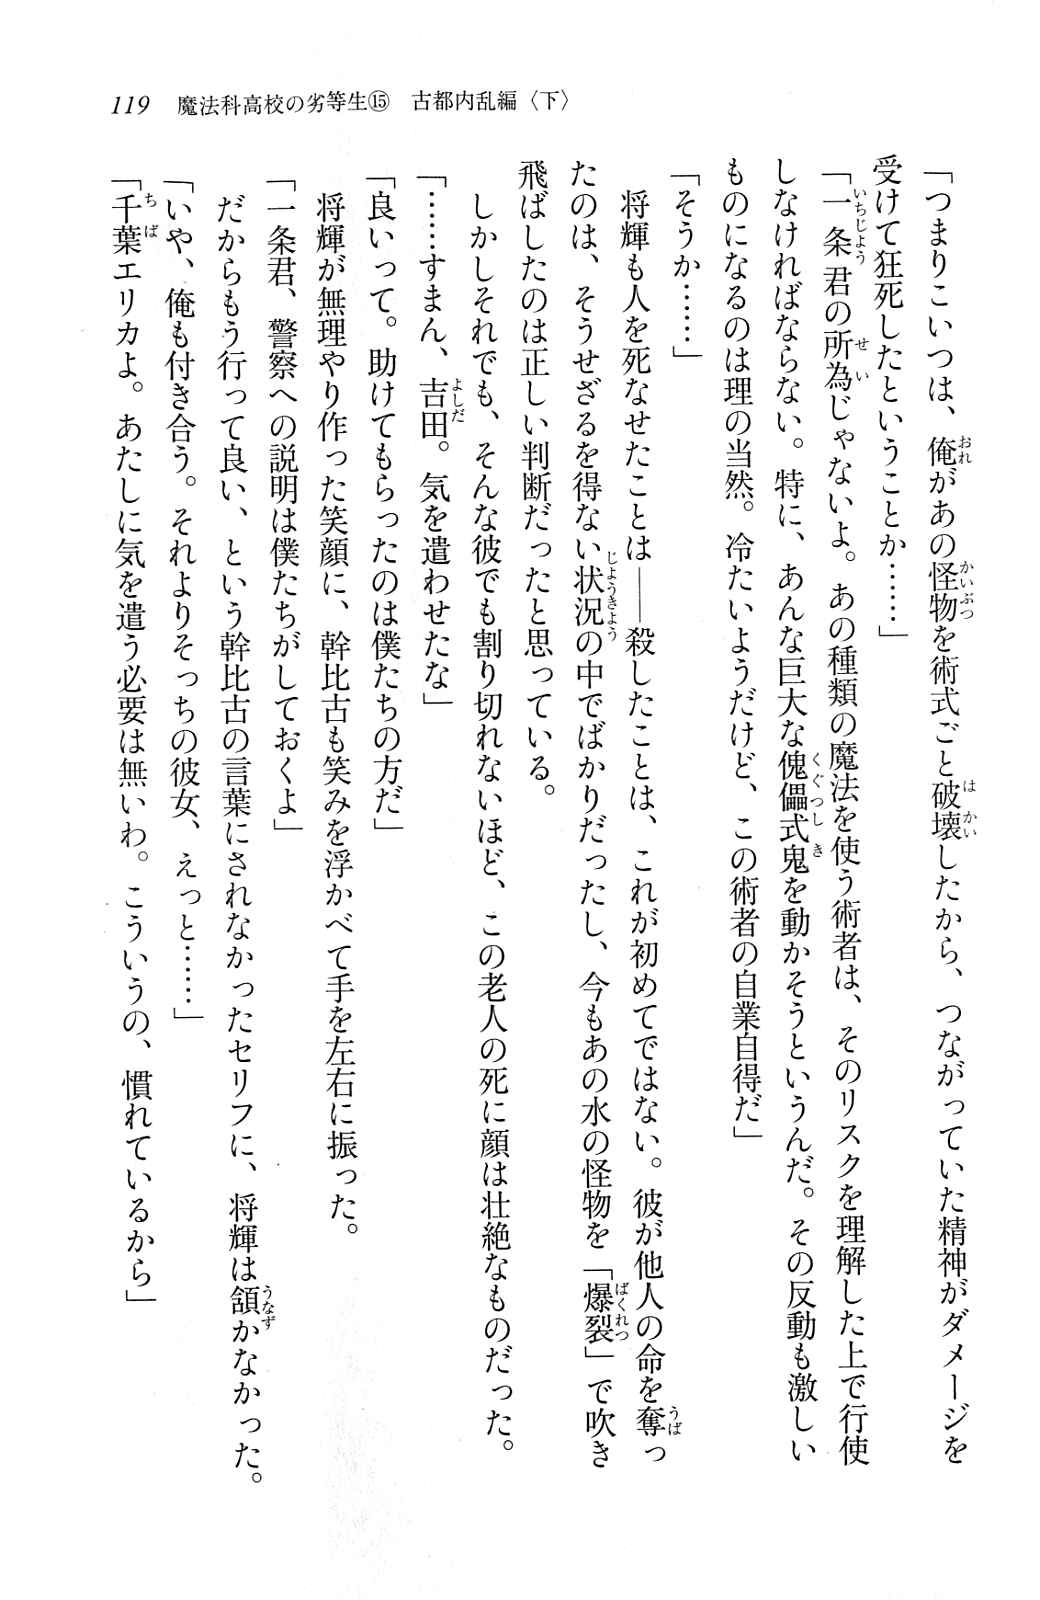 119　魔法科高校の劣等生⑮　古都内乱編〈下〉
「つまりこいつは、俺があの怪物を術式ごと破壊したから、つながっていた精神がダメージを
受けて狂死したということか……」
「一条君の所為じゃないよ。あの種類の魔法を使う術者は、そのリスクを理解した上で行使
しなければならない。特に、あんな巨大な傀儡式鬼を動かそうというんだ。その反動も激しい
ものになるのは理の当然。冷たいようだけど、この術者の自業自得だ」
「そうか……」
　将輝も人を死なせたことは――殺したことは、これが初めてではない。彼が他人の命を奪っ
たのは、そうせざるを得ない状況の中でばかりだったし、今もあの水の怪物を「爆裂」で吹き
飛ばしたのは正しい判断だったと思っている。
　しかしそれでも、そんな彼でも割り切れないほど、この老人の死に顔は壮絶なものだった。
「……すまん、吉田。気を遣わせたな」
「良いって。助けてもらったのは僕たちの方だ」
　将輝が無理やり作った笑顔に、幹比古も笑みを浮かべて手を左右に振った。
「一条君、警察への説明は僕たちがしておくよ」
　だからもう行って良い、という幹比古の言葉にされなかったセリフに、将輝は頷かなかった。
「いや、俺も付き合う。それよりそっちの彼女、えっと……」
「千葉エリカよ。あたしに気を遣う必要は無いわ。こういうの、慣れているから」